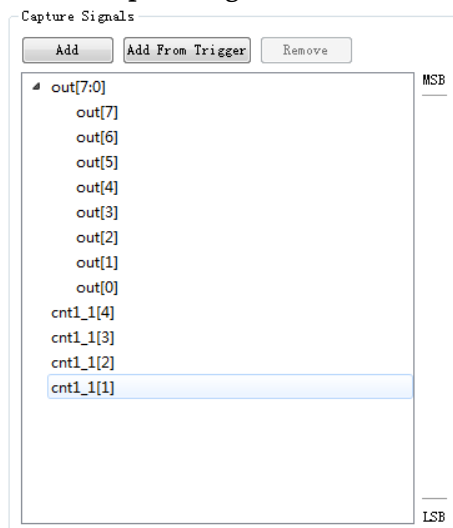 Capture Signals
Add Add From Trigger Remove
MSB
out[7:0]
out[7]
out[6]
out[5]
out[4]
out[3]
out[2]
out[1]
out[0]
cnt1_1[4]
cnt1_1[3]
cnt1_1[2]
cnt1_1[1]
LSB